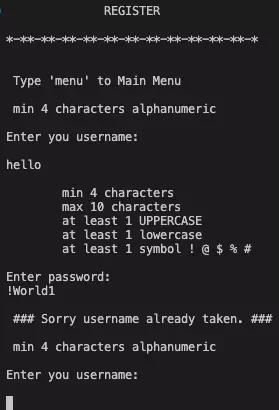 REGISTER
*-**-**-**-**-**-**-**-**-**-**-**-*
Type 'menu' to Main Menu
min 4 characters alphanumeric
Enter you username:
hello
min 4 characters
max 10 characters
at least 1 UPPERCASE
at least 1 lowercase
at least 1 symbol ! @ $ % #
Enter password:
!World1
### Sorry username already taken. ###
min 4 characters alphanumeric
Enter you username: